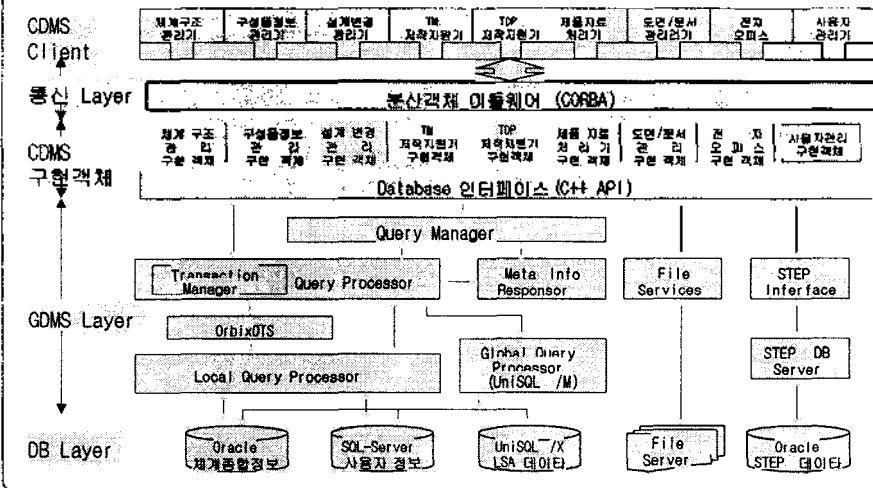 CDMS
Client
체계구조
관리기
구성품정보
관리기
설계변경
관리기
TM
저작지원기
TDP
저작지원기
제품자료
처리기
도면/문서
관리러기
전자
오피스
사용자
관리기
통신 Layer
분산객체 미들웨어 (CORBA)
CDMS
구현객체
체계 구조
관 리
구현 객체
구성품정보
관 리
구현 객체
설계 변경
관 리
구현 객체
TM
저작지원기
구현객체
TDP
저작지원기
구현객체
제품 자료
처 리 기
구현 객체
도면/문서
관 리
구현 객체
전 자
오 피 스
구현 객체
사용자관리
구현객체
Database 인터페이스 (C++ API)
GDMS Layer
Query Manager
Transaction
Manager
Query Processor
Meta Info
Responsor
File
Services
STEP
Inferface
OrbixOTS
Local Query Processor
Global Query
Processor
(UniSQL /M)
STEP DB
Server
DB Layer
Oracle
체계종합정보
SQL-Server
사용자 정보
UniSQL /X
LSA 데이타
File
Server
Oracle
STEP 데이타